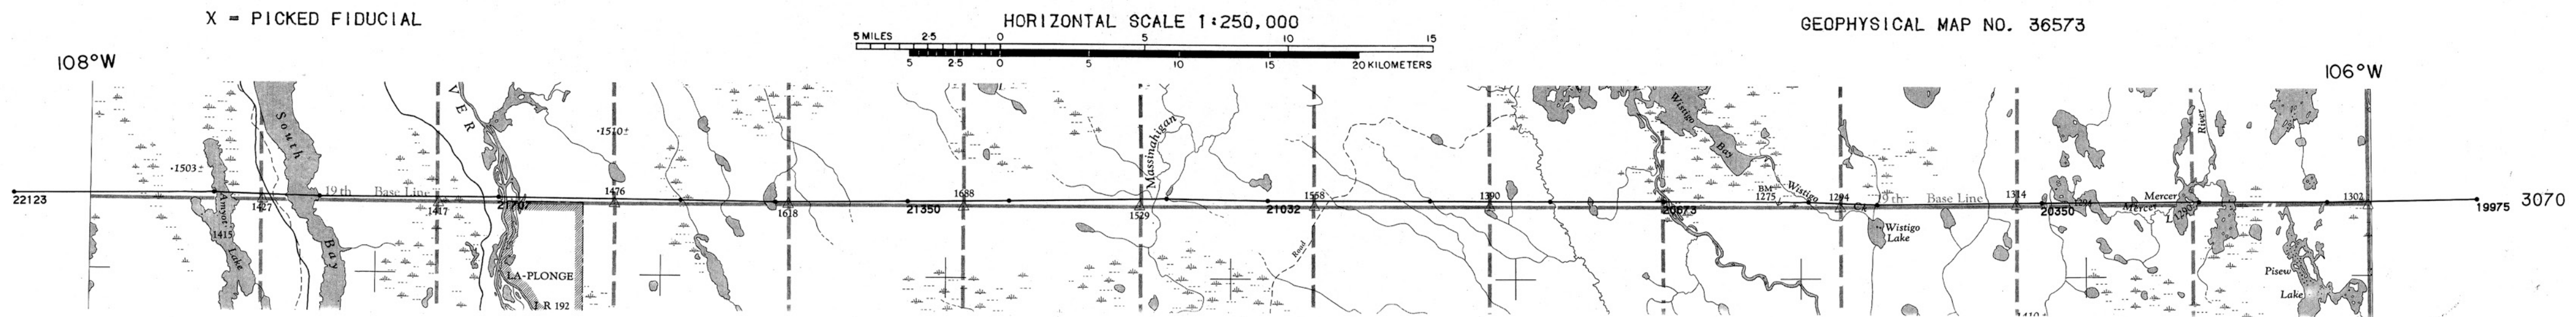 X = PICKED FIDUCIAL
HORIZONTAL SCALE 1:250,000
GEOPHYSICAL MAP NO. 36573
5 MILES 2·5 0 5 10 15
5 2·5 0 5 10 15 20 KILOMETERS
108°W
106°W
South
Bay
VER
·1510±
·1503±
Massinahigan
Wistigo
Bay
River
22123
19th Base Line
1427
1417
21707
1476
1618
21350
1688
1529
21032
1558
1390
20673
BM
1275
Wistigo
Ck
1294
9th Base Line
1314
20350
Mercer
1302
19975
3070
1415
Lake
LA-PLONGE
I R 192
Road
Wistigo
Lake
Pisew
Lake